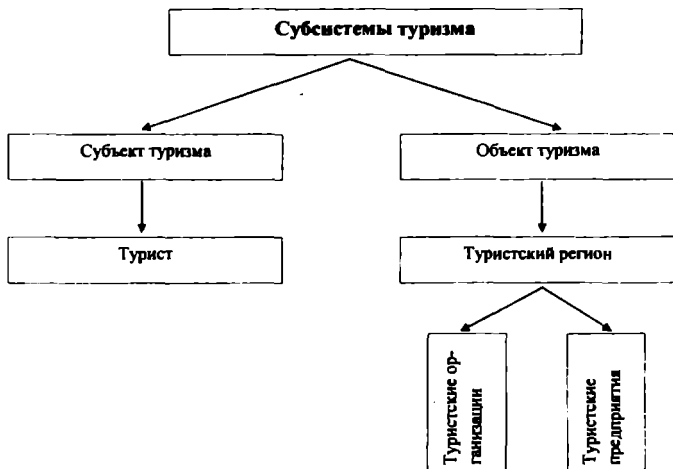 Субсистемы туризма
Субъект туризма
Объект туризма
Турист
Туристский регион
Туристские ор-
ганизации
Туристские
предприятия